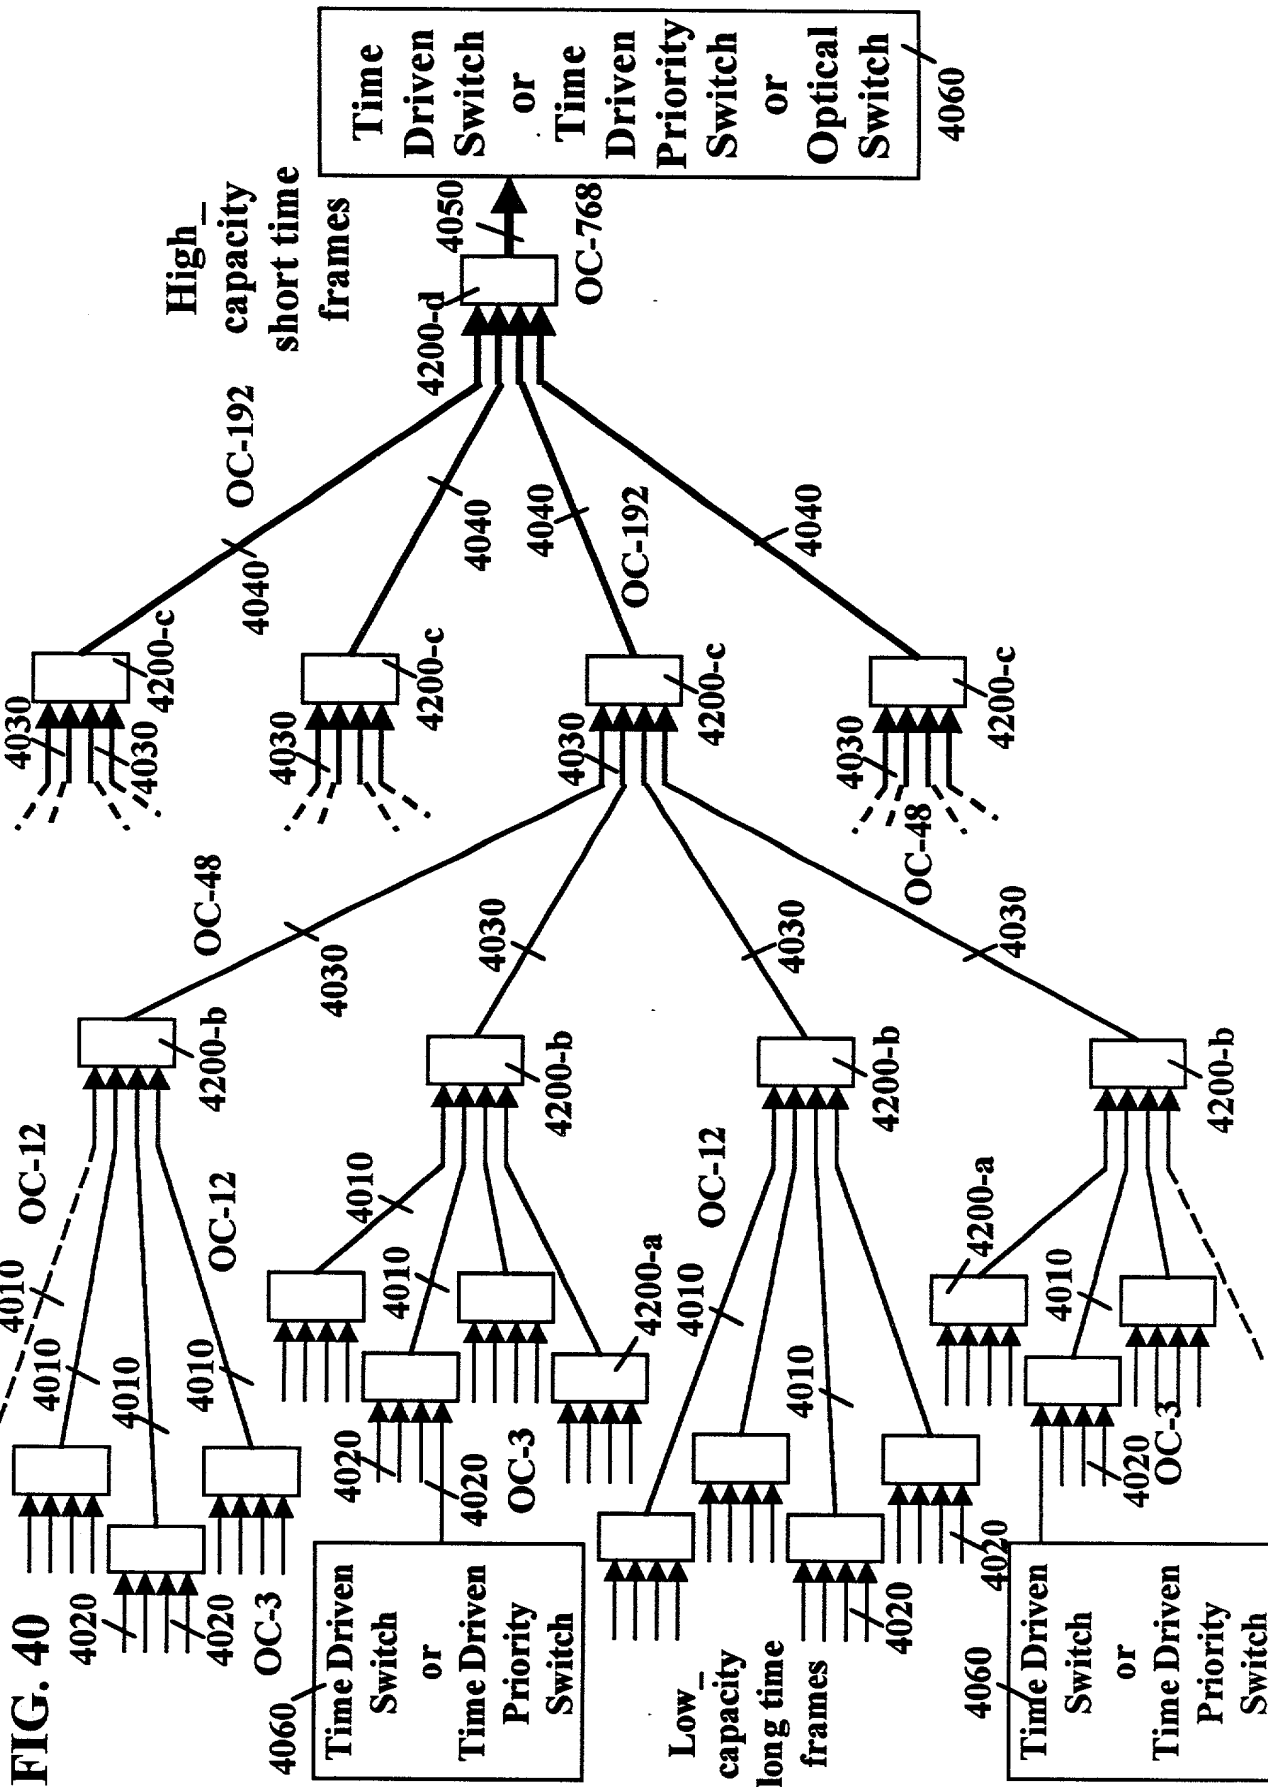 FIG. 40
4020
4020
OC-3
4010
4010
4010
4010
OC-12
OC-12
4200-b
OC-48
4030
4060
Time Driven
Switch
or
Time Driven
Priority
Switch
4020
4020
OC-3
4010
4010
4200-a
4200-b
4030
Low_
capacity
long time
frames
4020
4020
4010
4010
OC-12
4200-b
4030
4060
Time Driven
Switch
or
Time Driven
Priority
Switch
4020
OC-3
4200-a
4010
4200-b
4030
4030
4030
4200-c
4040
OC-192
4030
4200-c
4040
4030
4200-c
4040
OC-192
4030
OC-48
4200-c
4040
High_
capacity
short time
frames
4200-d
4050
OC-768
Time
Driven
Switch
or
Time
Driven
Priority
Switch
or
Optical
Switch
4060